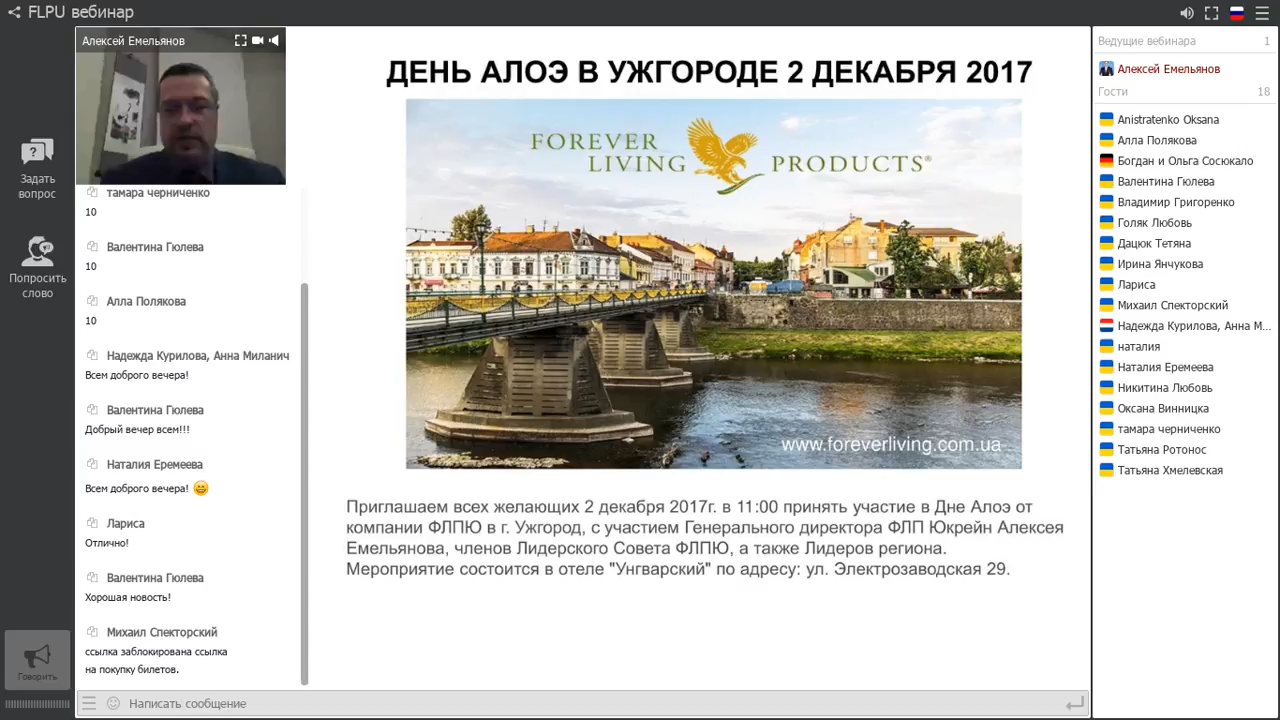 FLPU вебинар
Задать
вопрос
Попросить
слово
Говорить
Алексей Емельянов
тамара черниченко
10
Валентина Гюлева
10
Алла Полякова
10
Надежда Курилова, Анна Миланич
Всем доброго вечера!
Валентина Гюлева
Добрый вечер всем!!!
Наталия Еремеева
Всем доброго вечера!
Лариса
Отлично!
Валентина Гюлева
Хорошая новость!
Михаил Спекторский
ссылка заблокирована ссылка
на покупку билетов.
Написать сообщение
ДЕНЬ АЛОЭ В УЖГОРОДЕ 2 ДЕКАБРЯ 2017
FOREVER
LIVING PRODUCTS®
www.foreverliving.com.ua
Приглашаем всех желающих 2 декабря 2017г. в 11:00 принять участие в Дне Алоэ от
компании ФЛПЮ в г. Ужгород, с участием Генерального директора ФЛП Юкрейн Алексея
Емельянова, членов Лидерского Совета ФЛПЮ, а также Лидеров региона.
Мероприятие состоится в отеле "Унгварский" по адресу: ул. Электрозаводская 29.
Ведущие вебинара 1
Алексей Емельянов
Гости 18
Anistratenko Oksana
Алла Полякова
Богдан и Ольга Сосюкало
Валентина Гюлева
Владимир Григоренко
Голяк Любовь
Дацюк Тетяна
Ирина Янчукова
Лариса
Михаил Спекторский
Надежда Курилова, Анна М...
наталия
Наталия Еремеева
Никитина Любовь
Оксана Винницка
тамара черниченко
Татьяна Ротонос
Татьяна Хмелевская